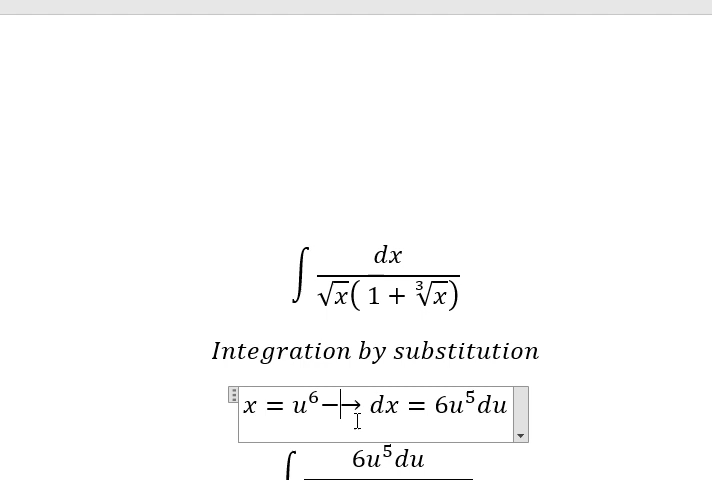 ∫ dx / √x( 1 + ∛x)
Integration by substitution
x = u⁶ −→ dx = 6u⁵du
∫ 6u⁵du